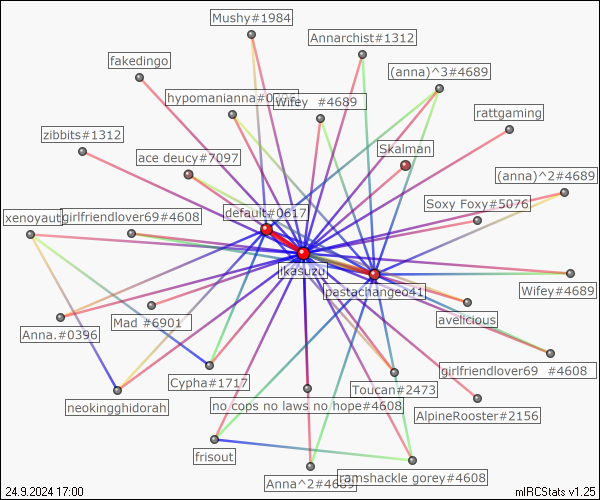 Mushy#1984
Annarchist#1312
fakedingo
(anna)^3#4689
hypomanianna#0
Wifey #4689
rattgaming
zibbits#1312
Skalman
ace deucy#7097
(anna)^2#4689
Soxy Foxy#5076
xenoyaut
girlfriendlover69#4608
default#0617
ikasuzu
pastachangeo41
Wifey#4689
avelicious
Mad #6901
Anna.#0396
girlfriendlover69 #4608
Cypha#1717
Toucan#2473
neokingghidorah
no cops no laws no hope#4608
AlpineRooster#2156
frisout
Anna^2#4689
ramshackle gorey#4608
24.9.2024 17:00
mIRCStats v1.25